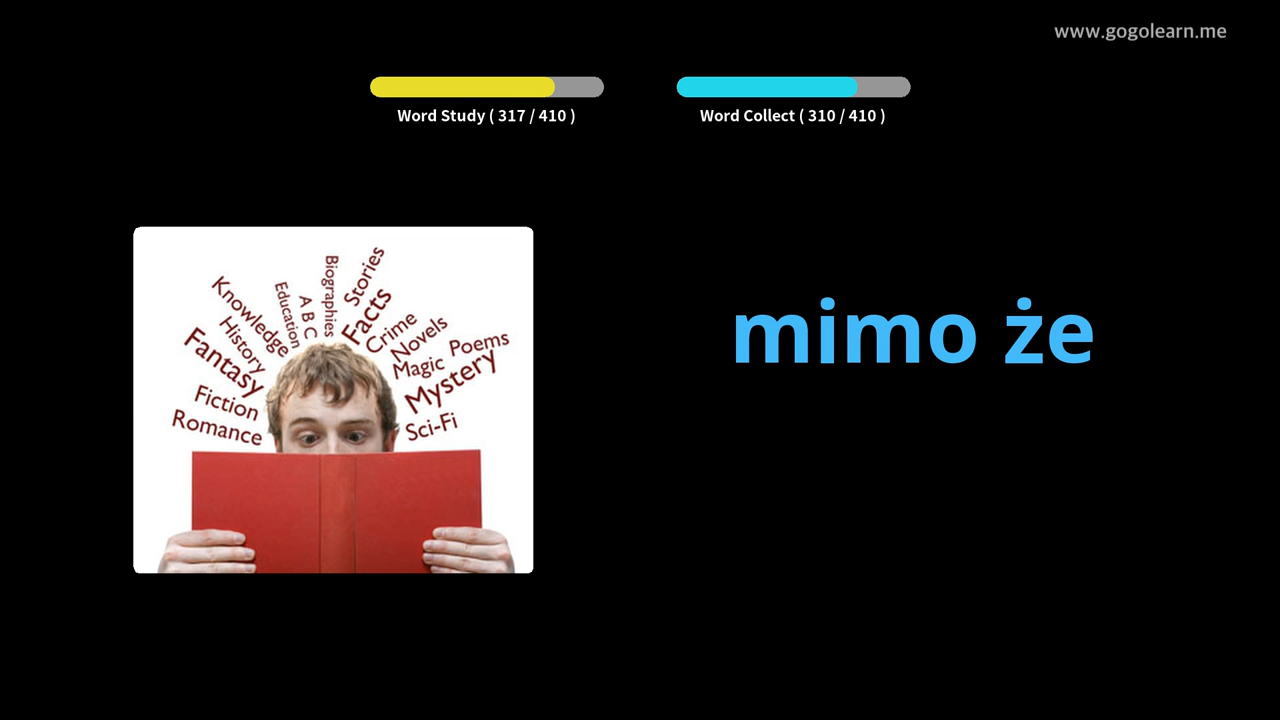 www.gogolearn.me
Word Study ( 317 / 410 )
Word Collect ( 310 / 410 )
mimo że
Romance
Fiction
Fantasy
History
Knowledge
Education
A B C
Biographies
Stories
Facts
Crime
Novels
Magic
Poems
Mystery
Sci-Fi